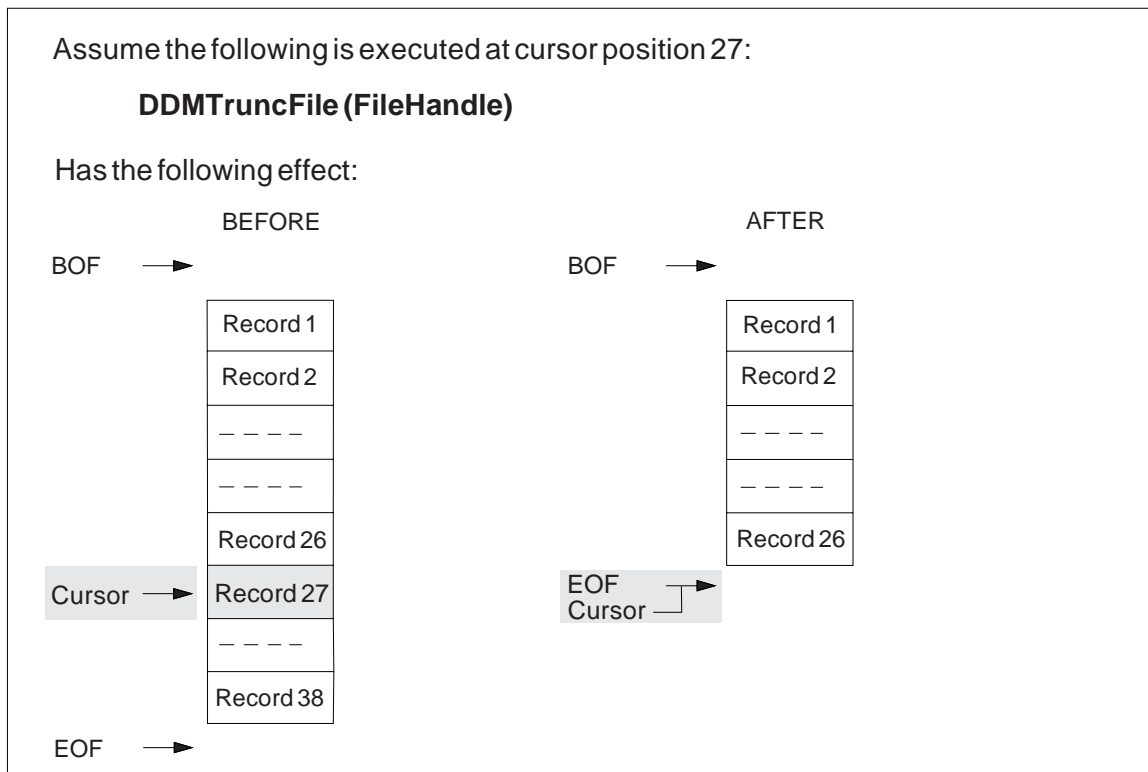 Assume the following is executed at cursor position 27:
DDMTruncFile (FileHandle)
Has the following effect:
BEFORE
BOF
Record 1
Record 2
– – – –
– – – –
Record 26
Cursor
Record 27
– – – –
Record 38
EOF
AFTER
BOF
Record 1
Record 2
– – – –
– – – –
Record 26
EOF
Cursor